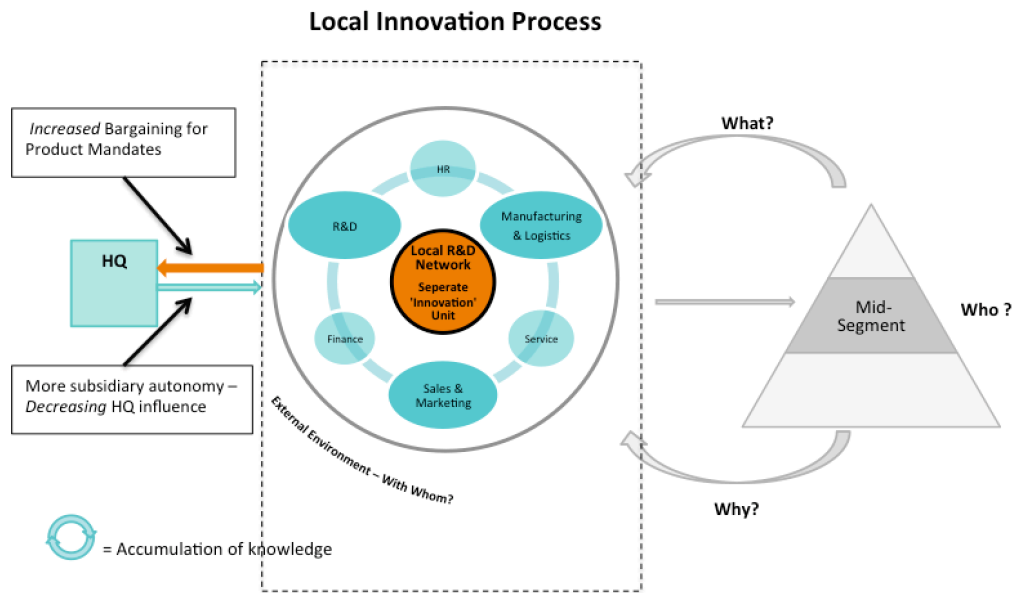 Local Innovation Process
Increased Bargaining for
Product Mandates
HQ
More subsidiary autonomy –
Decreasing HQ influence
HR
R&D
Manufacturing
& Logistics
Local R&D
Network
Seperate
'Innovation'
Unit
Finance
Service
Sales &
Marketing
External Environment – With Whom?
What?
Mid-
Segment
Who ?
Why?
= Accumulation of knowledge